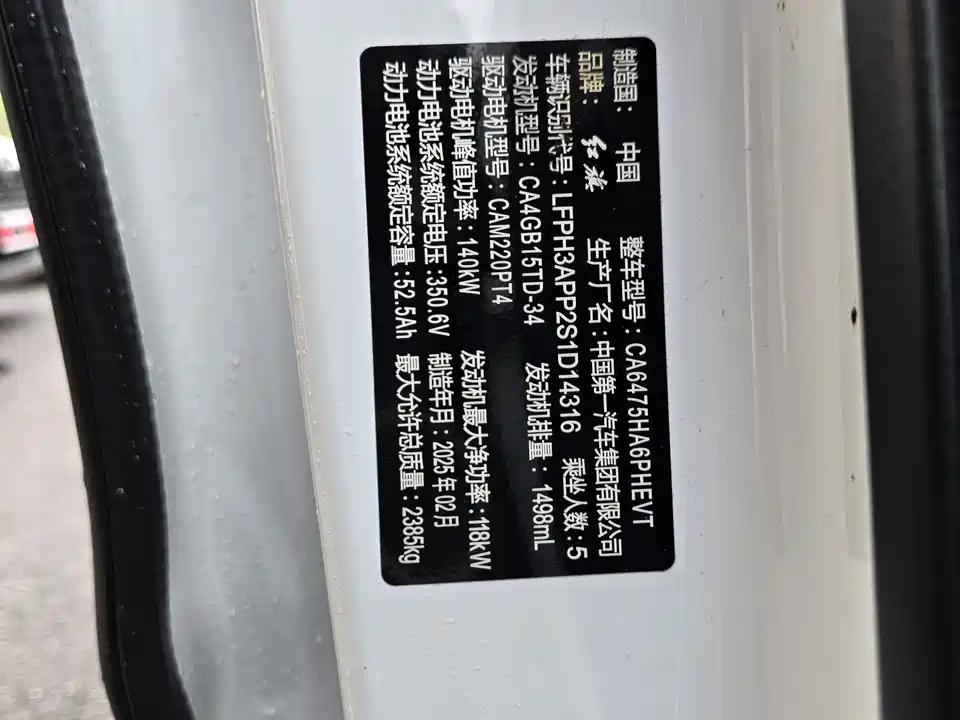 制造国： 中国 整车型号：CA6475HA6PHEVT
品牌： 红旗 生产厂名：中国第一汽车集团有限公司
车辆识别代号：LFPH3APP2S1D14316 乘坐人数：5
发动机型号：CA4GB15TD-34 发动机排量：1498mL
驱动电机型号：CAM220PT4
驱动电机峰值功率：140kW 发动机最大净功率：118kW
动力电池系统额定电压：350.6V 制造年月：2025年02月
动力电池系统额定容量：52.5Ah 最大允许总质量：2385kg